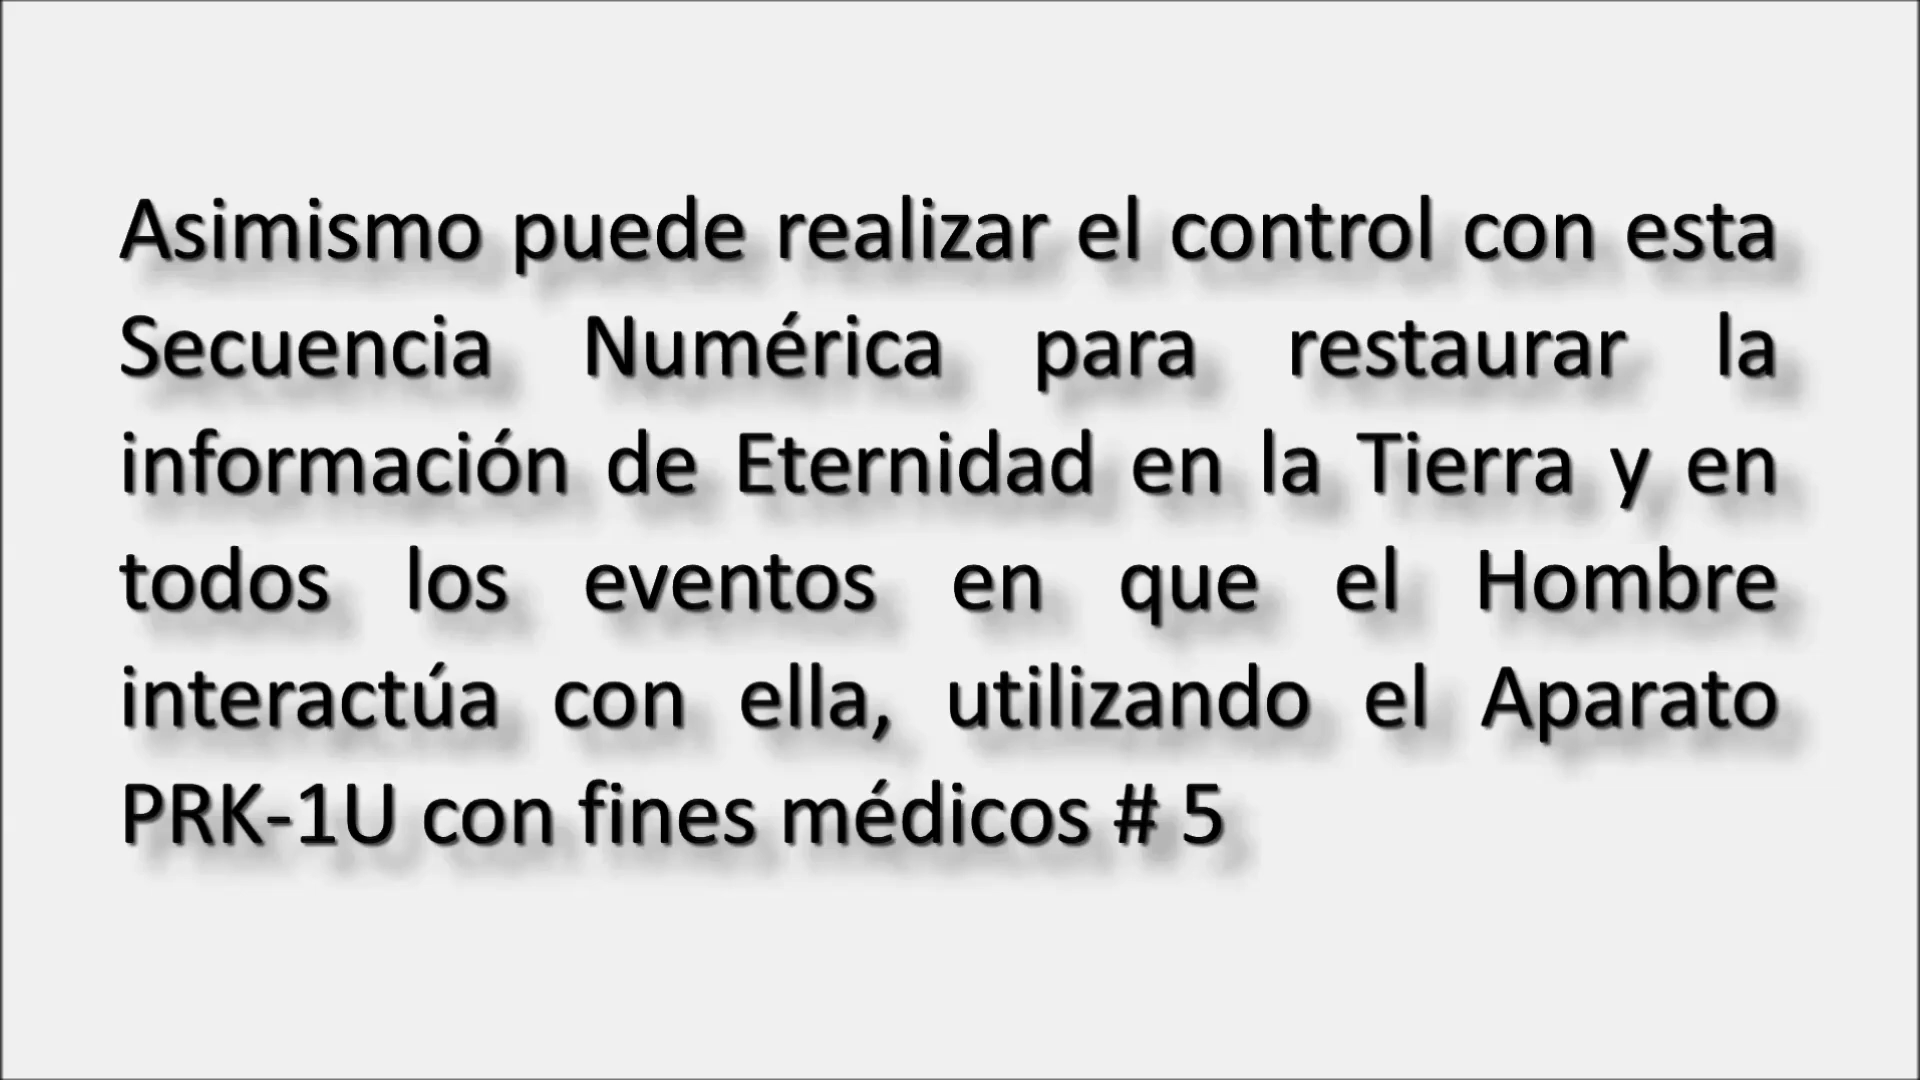 Asimismo puede realizar el control con esta
Secuencia Numérica para restaurar la
información de Eternidad en la Tierra y en
todos los eventos en que el Hombre
interactúa con ella, utilizando el Aparato
PRK-1U con fines médicos # 5